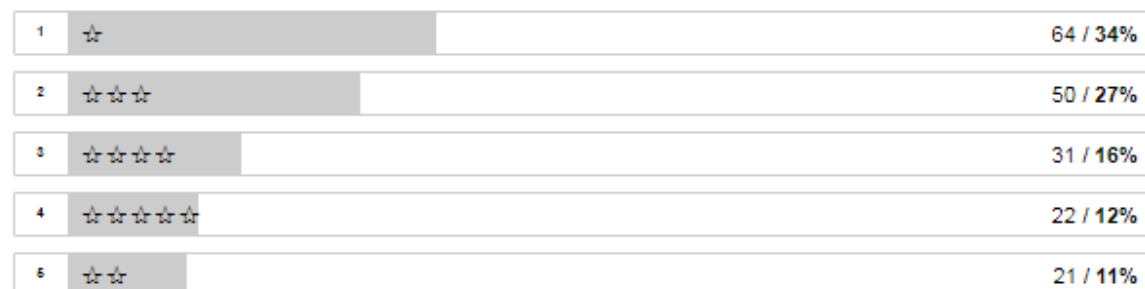 1 ☆ 64 / 34%
2 ☆☆☆ 50 / 27%
3 ☆☆☆☆ 31 / 16%
4 ☆☆☆☆☆ 22 / 12%
5 ☆☆ 21 / 11%